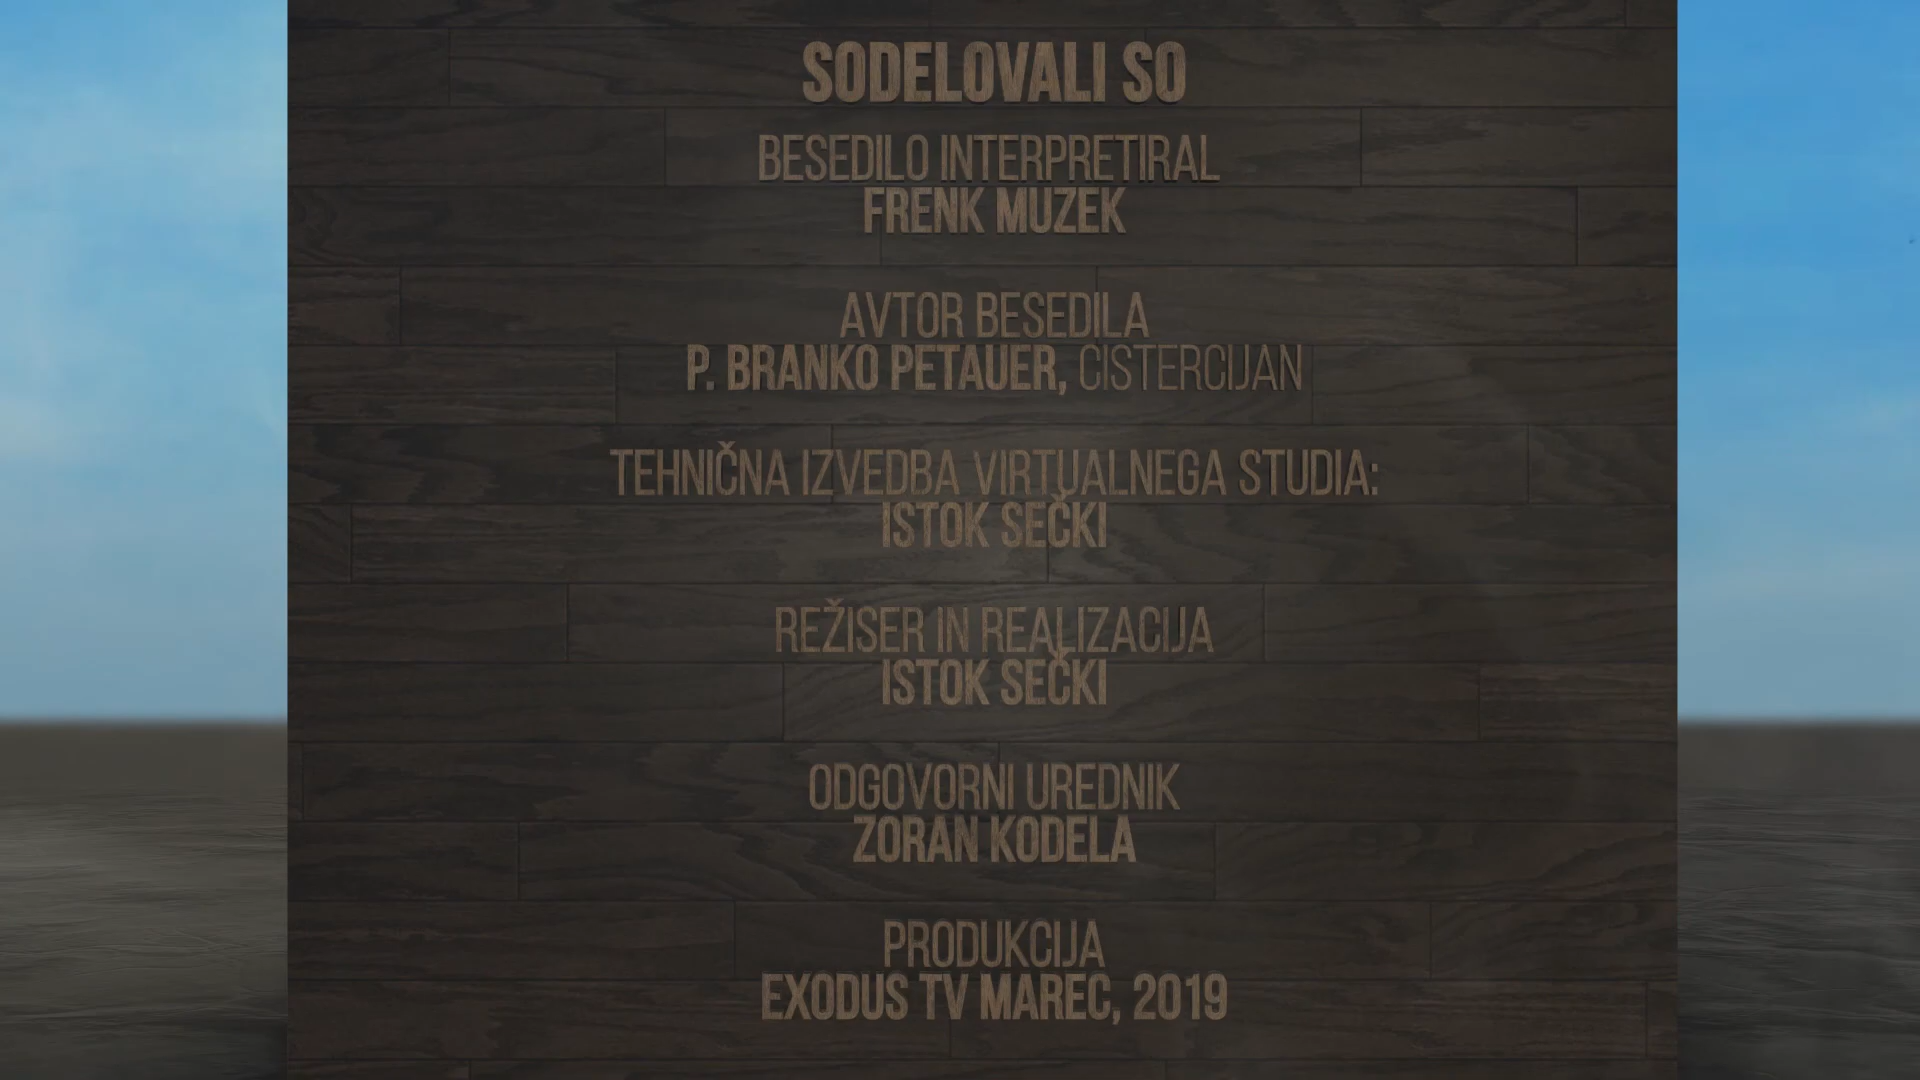 SODELOVALI SO
BESEDILO INTERPRETIRAL
FRENK MUZEK
AVTOR BESEDILA
P. BRANKO PETAUER, CISTERCIJAN
TEHNIČNA IZVEDBA VIRTUALNEGA STUDIA:
ISTOK SEČKI
REŽISER IN REALIZACIJA
ISTOK SEČKI
ODGOVORNI UREDNIK
ZORAN KODELA
PRODUKCIJA
EXODUS TV MAREC, 2019